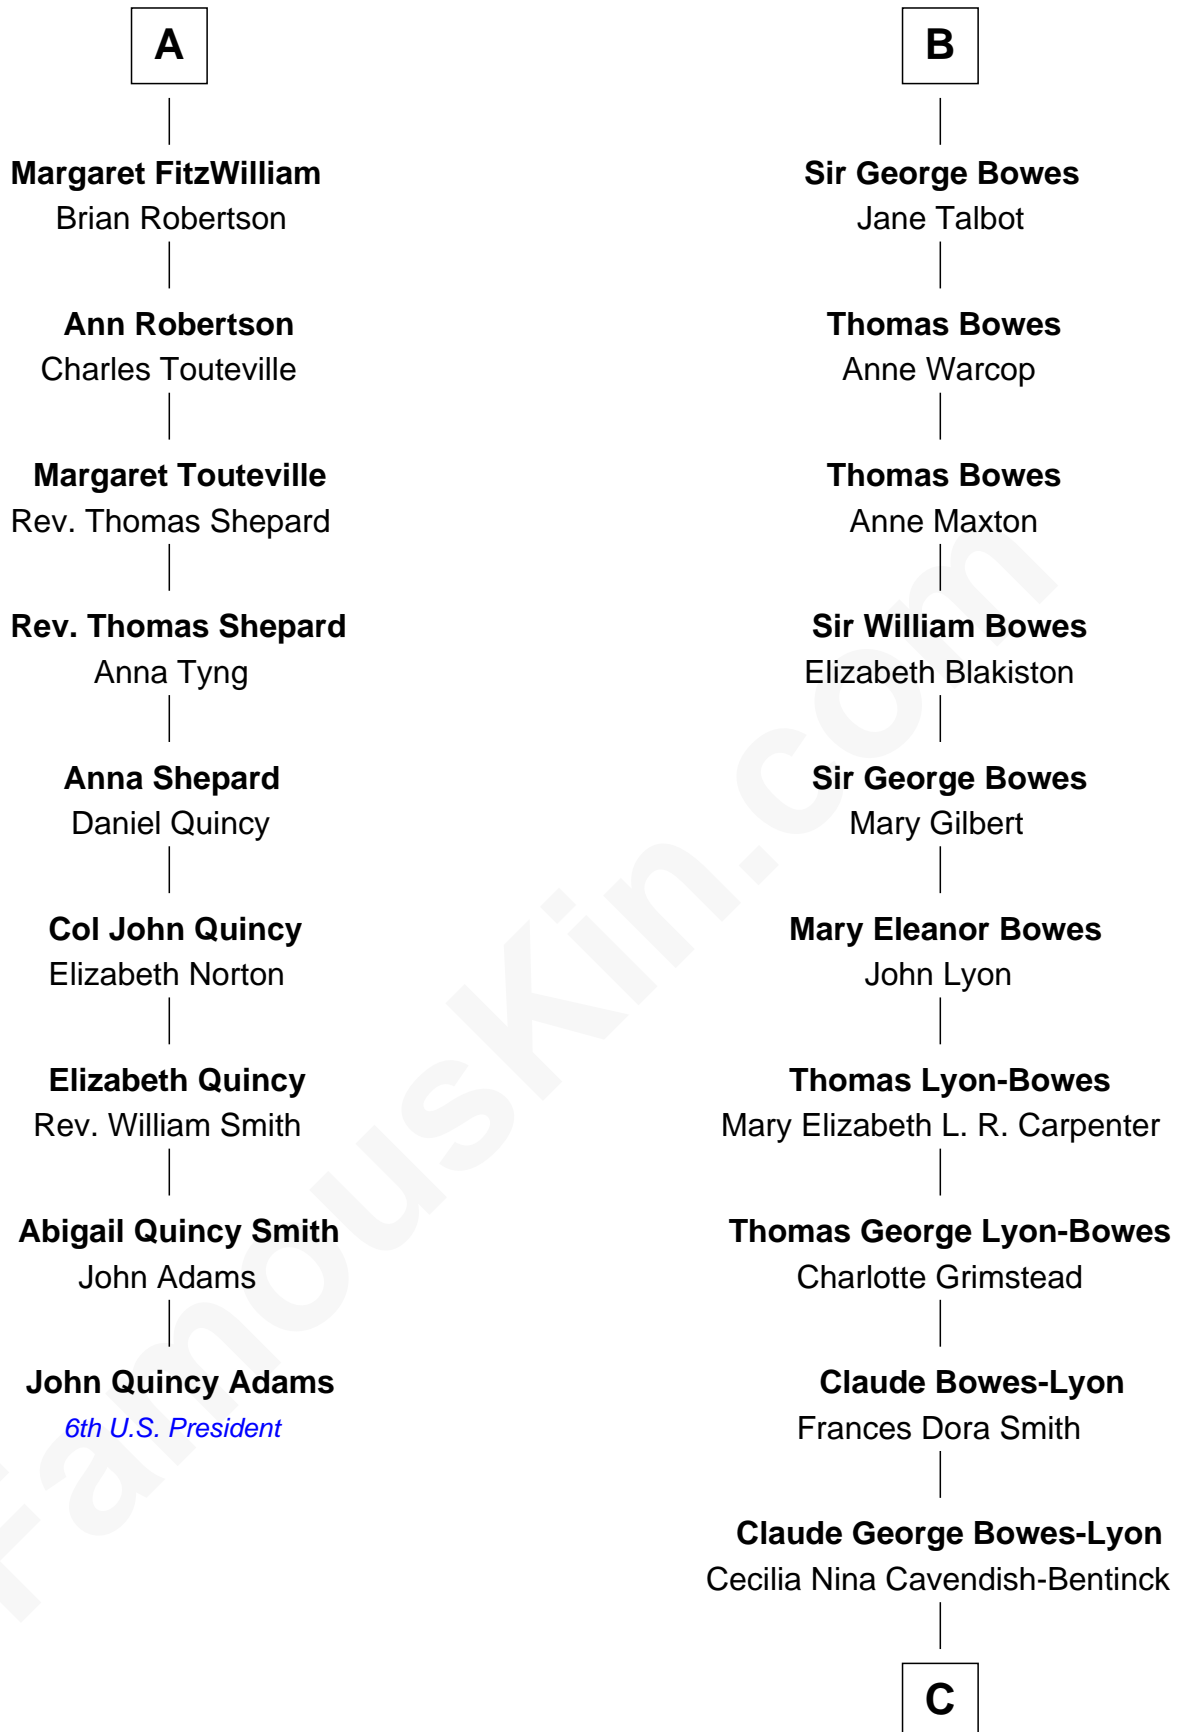 A
Margaret FitzWilliam
Brian Robertson
Ann Robertson
Charles Touteville
Margaret Touteville
Rev. Thomas Shepard
Rev. Thomas Shepard
Anna Tyng
Anna Shepard
Daniel Quincy
Col John Quincy
Elizabeth Norton
Elizabeth Quincy
Rev. William Smith
Abigail Quincy Smith
John Adams
John Quincy Adams
6th U.S. President
B
Sir George Bowes
Jane Talbot
Thomas Bowes
Anne Warcop
Thomas Bowes
Anne Maxton
Sir William Bowes
Elizabeth Blakiston
Sir George Bowes
Mary Gilbert
Mary Eleanor Bowes
John Lyon
Thomas Lyon-Bowes
Mary Elizabeth L. R. Carpenter
Thomas George Lyon-Bowes
Charlotte Grimstead
Claude Bowes-Lyon
Frances Dora Smith
Claude George Bowes-Lyon
Cecilia Nina Cavendish-Bentinck
C
FamousKin.com